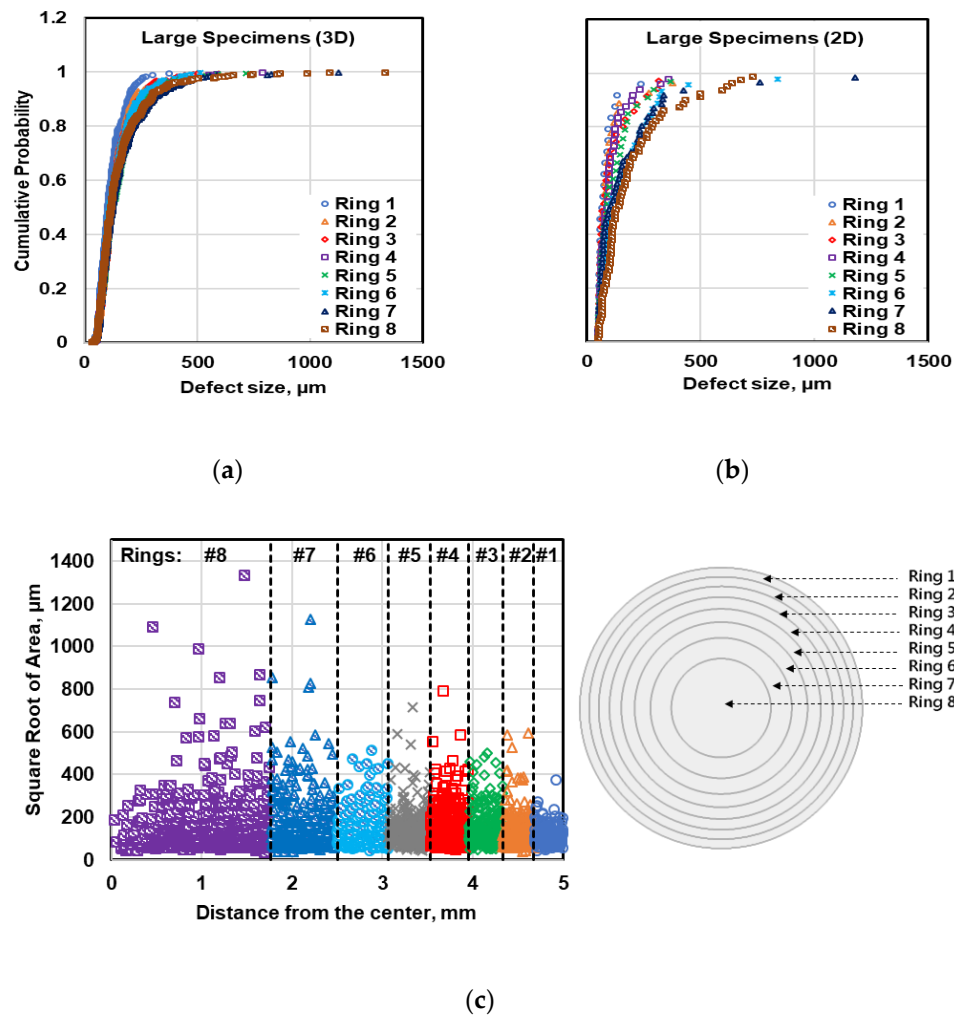 Large Specimens (3D)
1.2
1
0.8
0.6
0.4
0.2
0
Cumulative Probability
Ring 1
Ring 2
Ring 3
Ring 4
Ring 5
Ring 6
Ring 7
Ring 8
0 500 1000 1500
Defect size, µm
(a)
Large Specimens (2D)
Ring 1
Ring 2
Ring 3
Ring 4
Ring 5
Ring 6
Ring 7
Ring 8
0 500 1000 1500
Defect size, µm
(b)
Rings: #8 #7 #6 #5 #4 #3 #2 #1
1400
1200
1000
800
600
400
200
0
Square Root of Area, µm
0 1 2 3 4 5
Distance from the center, mm
Ring 1
Ring 2
Ring 3
Ring 4
Ring 5
Ring 6
Ring 7
Ring 8
(c)